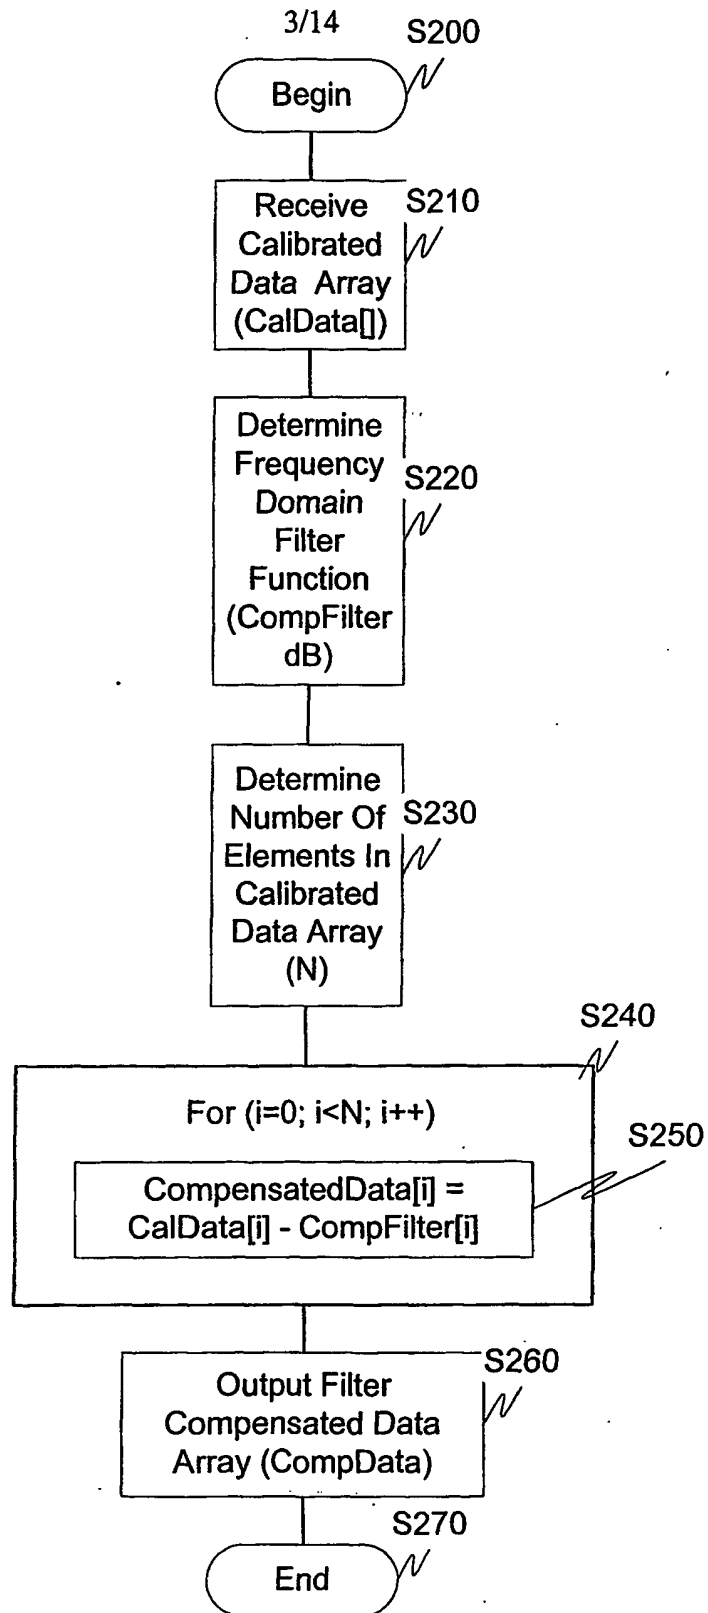 3/14
S200
Begin
S210
Receive
Calibrated
Data Array
(CalData[])
Determine
Frequency
S220
Domain
Filter
Function
(CompFilter
dB)
Determine
Number Of
S230
Elements In
Calibrated
Data Array
(N)
S240
For (i=0; i<N; i++)
S250
CompensatedData[i] =
CalData[i] - CompFilter[i]
S260
Output Filter
Compensated Data
Array (CompData)
S270
End